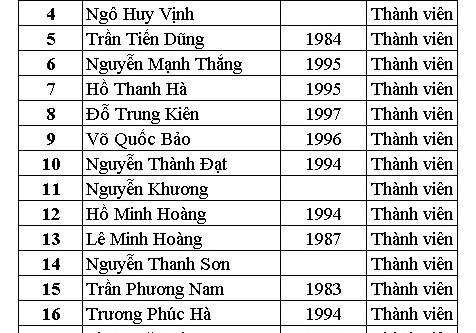 4 Ngô Huy Vịnh Thành viên
5 Trần Tiến Dũng 1984 Thành viên
6 Nguyễn Mạnh Thắng 1995 Thành viên
7 Hồ Thanh Hà 1995 Thành viên
8 Đỗ Trung Kiên 1997 Thành viên
9 Võ Quốc Bảo 1996 Thành viên
10 Nguyễn Thành Đạt 1994 Thành viên
11 Nguyễn Khương Thành viên
12 Hồ Minh Hoàng 1994 Thành viên
13 Lê Minh Hoàng 1987 Thành viên
14 Nguyễn Thanh Sơn Thành viên
15 Trần Phương Nam 1983 Thành viên
16 Trương Phúc Hà 1994 Thành viên